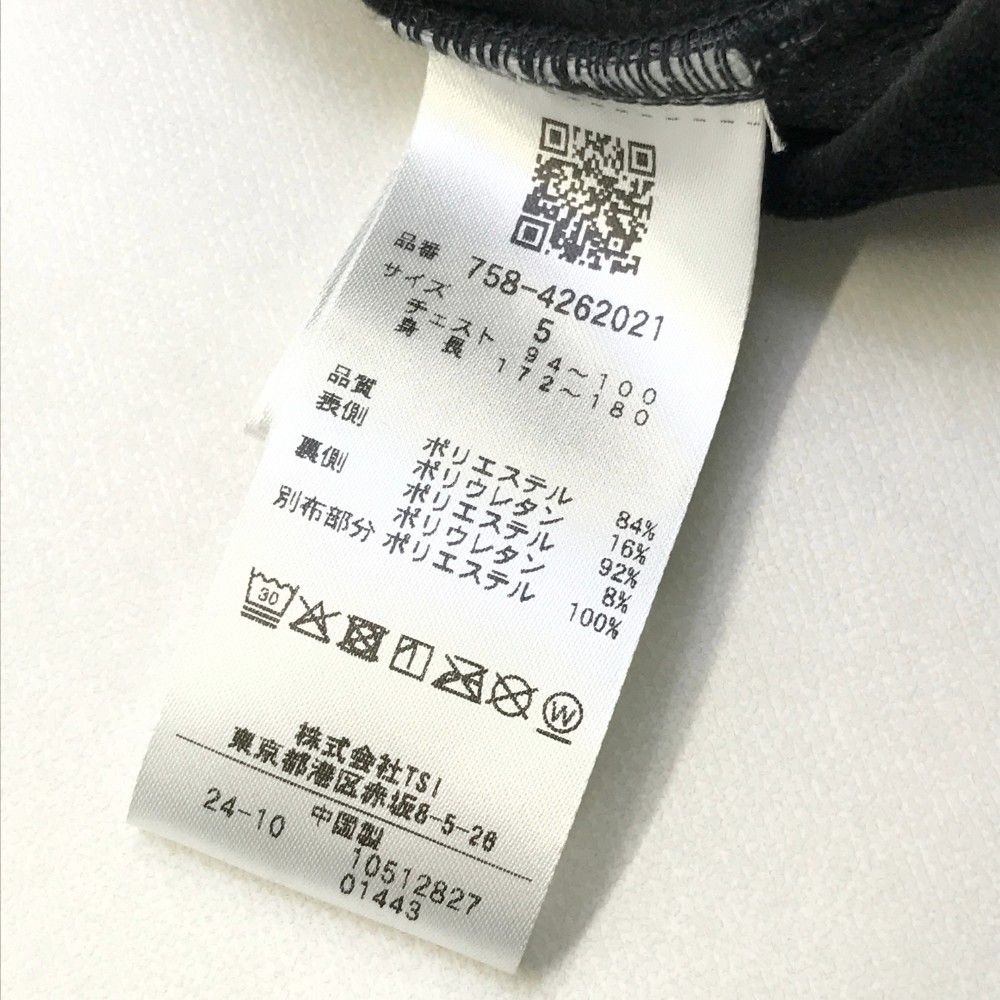 品番 758-4262021
サイズ 5
チェスト 94～100
身長 172～180
品質
表側 ポリエステル 84%
ポリウレタン 16%
裏側 ポリエステル 92%
ポリウレタン 8%
別布部分 ポリエステル 100%
30
1
W
株式会社TSI
東京都港区赤坂8-5-26
24-10 中国製
10512827
01443